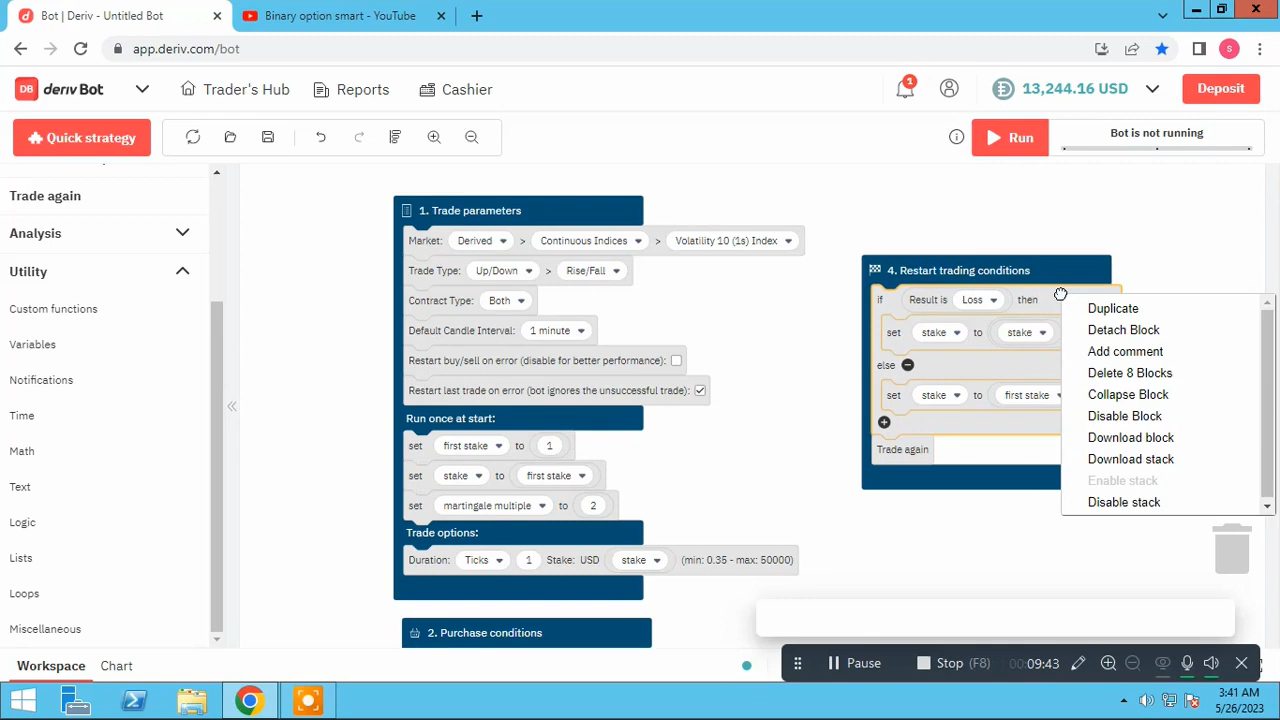 Bot | Deriv - Untitled Bot
Binary option smart - YouTube
app.deriv.com/bot
S
DB deriv Bot
Trader's Hub
Reports
Cashier
1
13,244.16 USD
Deposit
Quick strategy
Run
Bot is not running
Trade again
Analysis
Utility
Custom functions
Variables
Notifications
Time
Math
Text
Logic
Lists
Loops
Miscellaneous
1. Trade parameters
Market: Derived > Continuous Indices > Volatility 10 (1s) Index
Trade Type: Up/Down > Rise/Fall
Contract Type: Both
Default Candle Interval: 1 minute
Restart buy/sell on error (disable for better performance):
Restart last trade on error (bot ignores the unsuccessful trade):
Run once at start:
set first stake to 1
set stake to first stake
set martingale multiple to 2
Trade options:
Duration: Ticks 1 Stake: USD stake (min: 0.35 - max: 50000)
2. Purchase conditions
4. Restart trading conditions
if Result is Loss then
set stake to stake
else
set stake to first stake
Trade again
Duplicate
Detach Block
Add comment
Delete 8 Blocks
Collapse Block
Disable Block
Download block
Download stack
Enable stack
Disable stack
Workspace
Chart
Pause
Stop (F8)
00:09:43
3:41 AM
5/26/2023